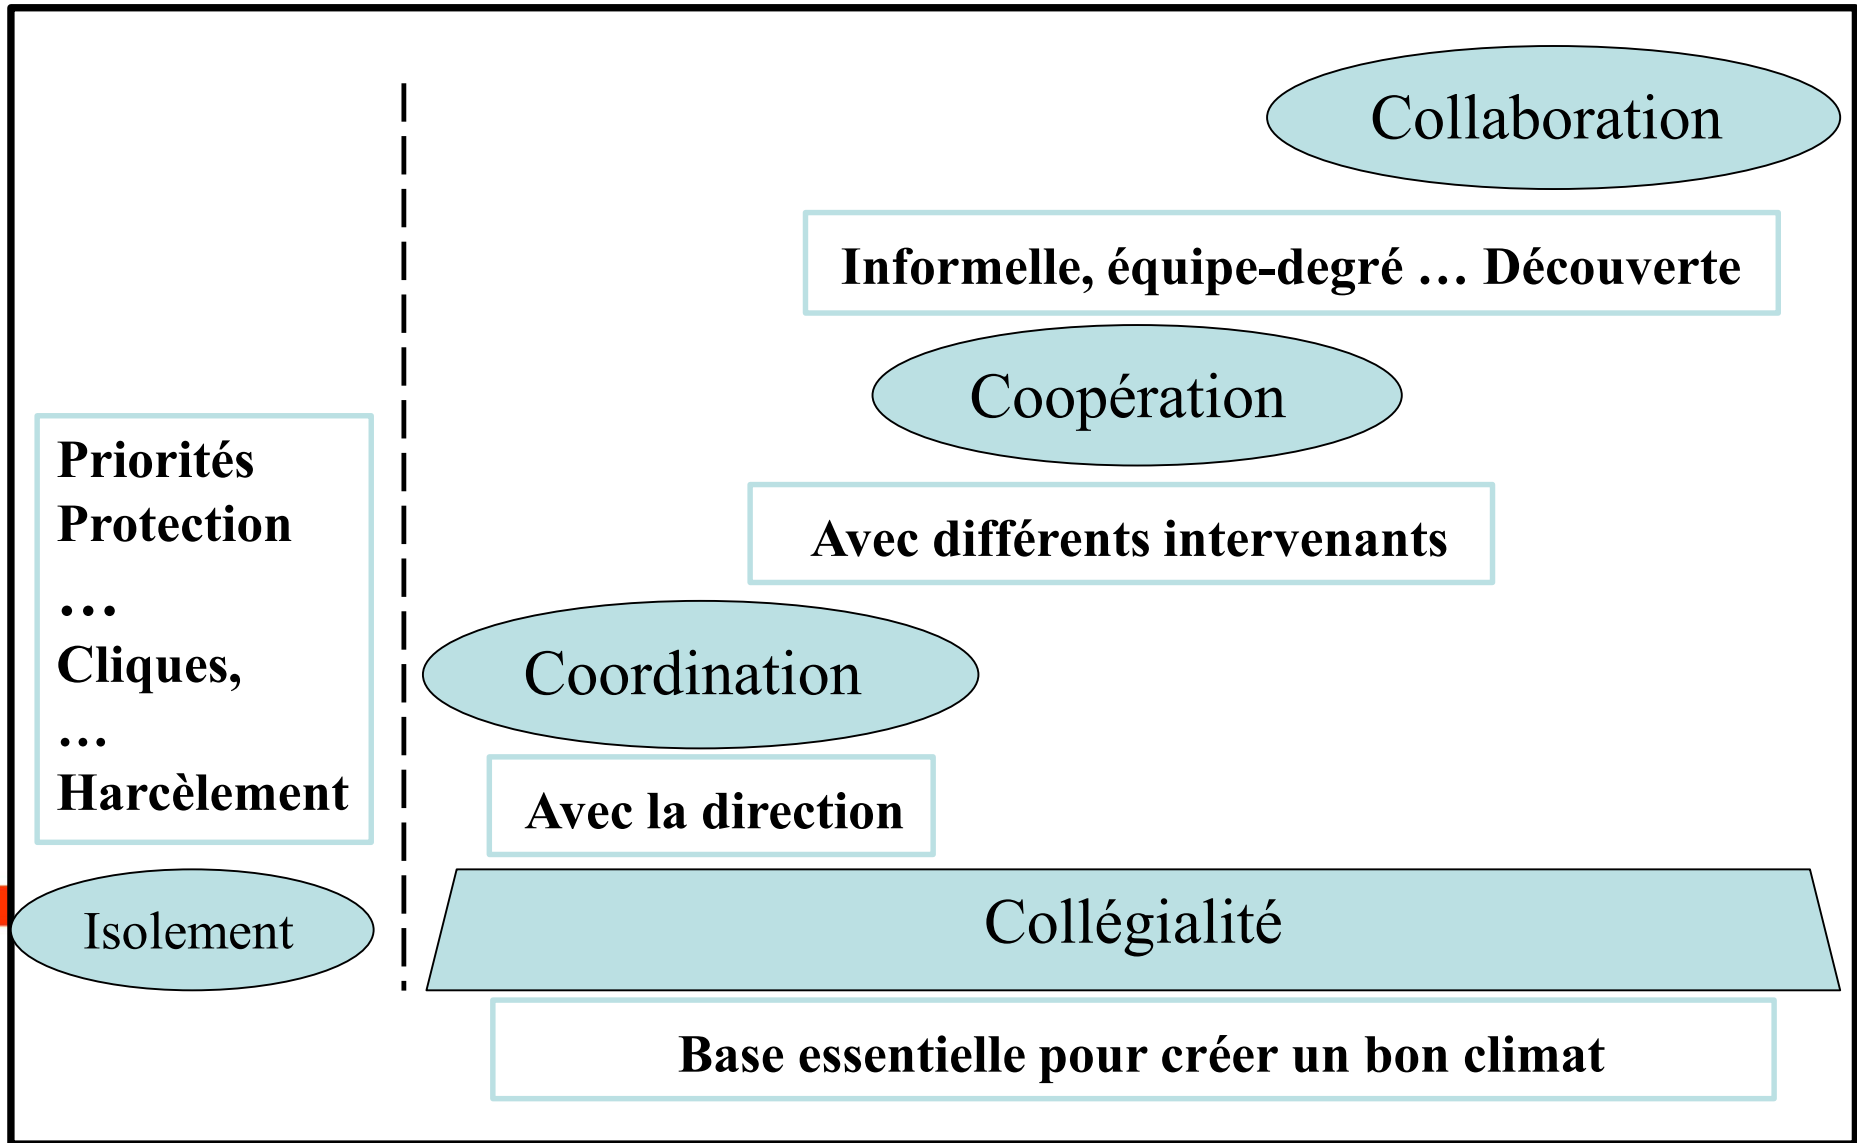 Collaboration
Informelle, équipe-degré … Découverte
Coopération
Avec différents intervenants
Coordination
Avec la direction
Priorités
Protection
…
Cliques,
…
Harcèlement
Isolement
Collégialité
Base essentielle pour créer un bon climat